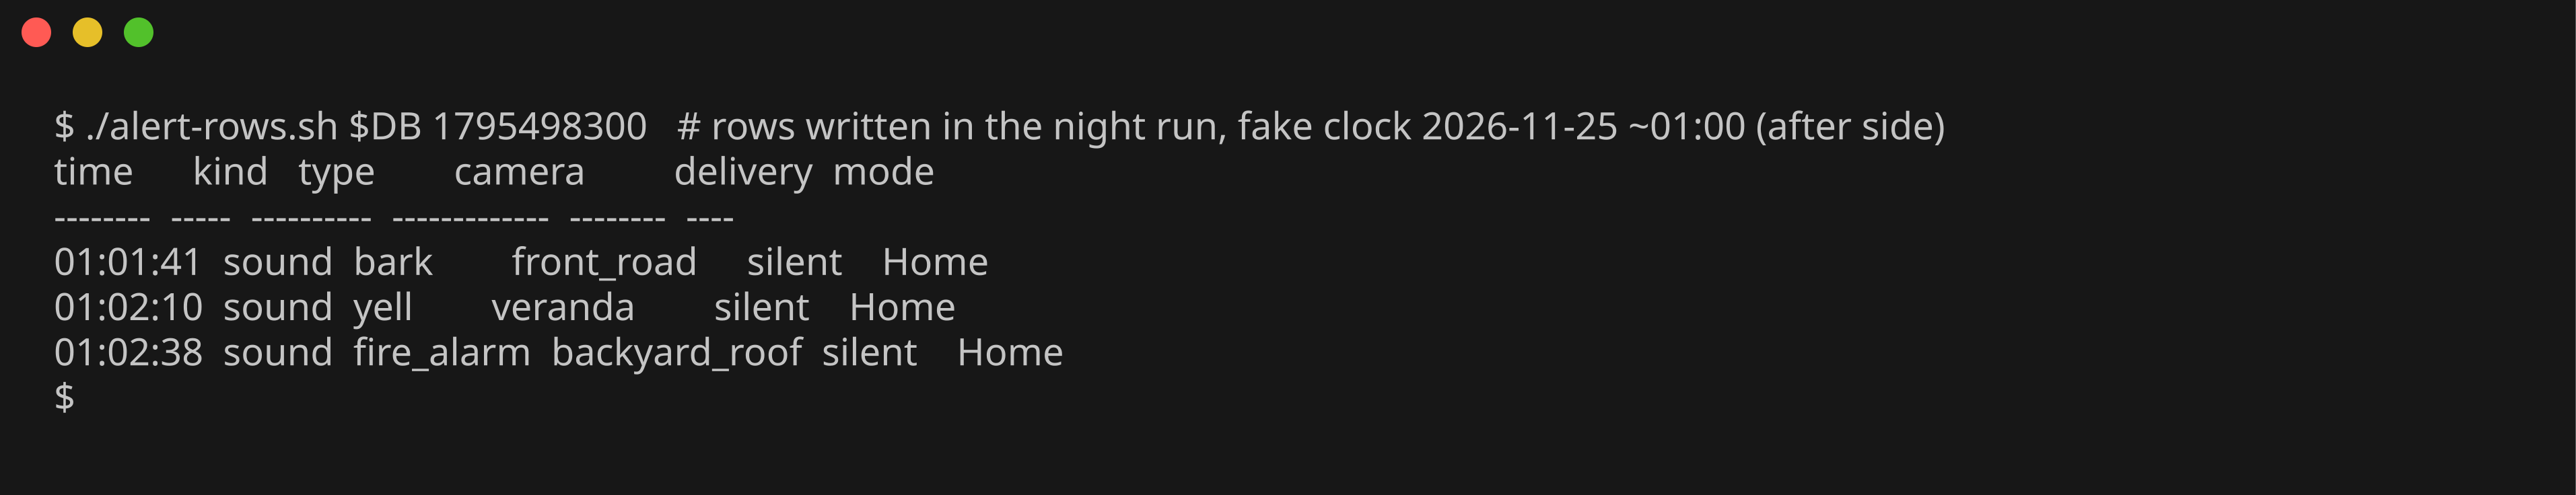 $ ./alert-rows.sh $DB 1795498300   # rows written in the night run, fake clock 2026-11-25 ~01:00 (after side)
time      kind   type        camera         delivery  mode
--------  -----  ----------  -------------  --------  ----
01:01:41  sound  bark        front_road     silent    Home
01:02:10  sound  yell        veranda        silent    Home
01:02:38  sound  fire_alarm  backyard_roof  silent    Home
$